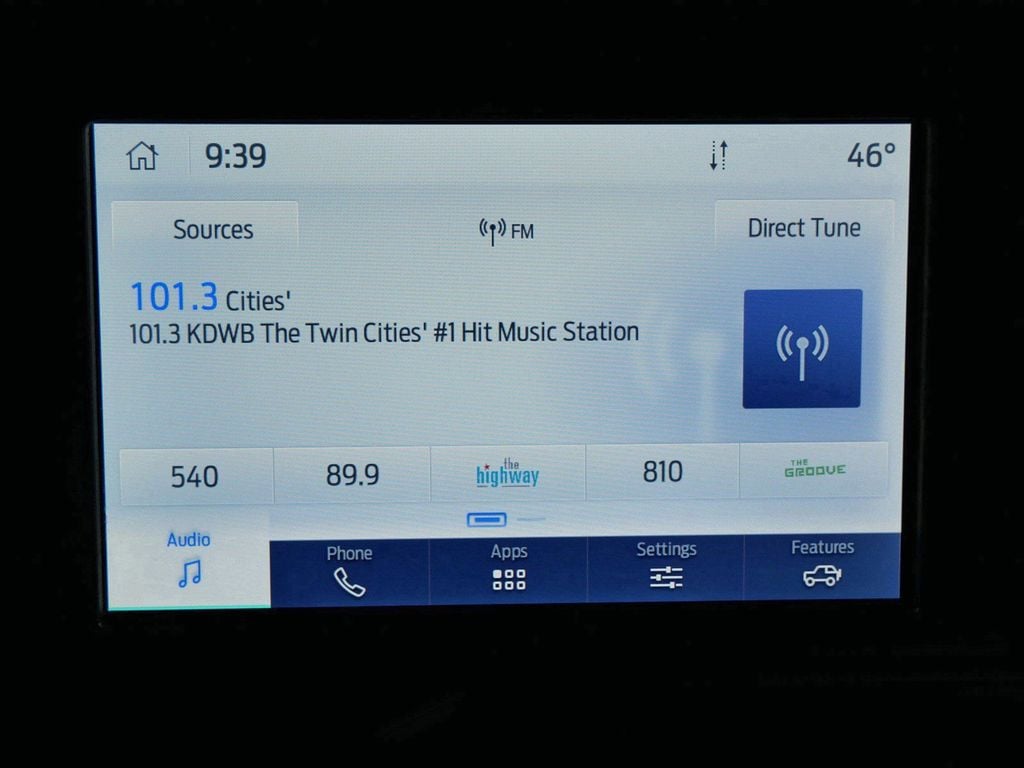 9:39
46°
Sources
FM
Direct Tune
101.3 Cities'
101.3 KDWB The Twin Cities' #1 Hit Music Station
540
89.9
the highway
810
THE GROOVE
Audio
Phone
Apps
Settings
Features